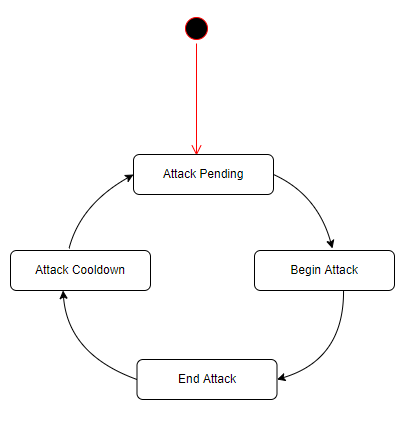 Attack Pending
Attack Cooldown
Begin Attack
End Attack